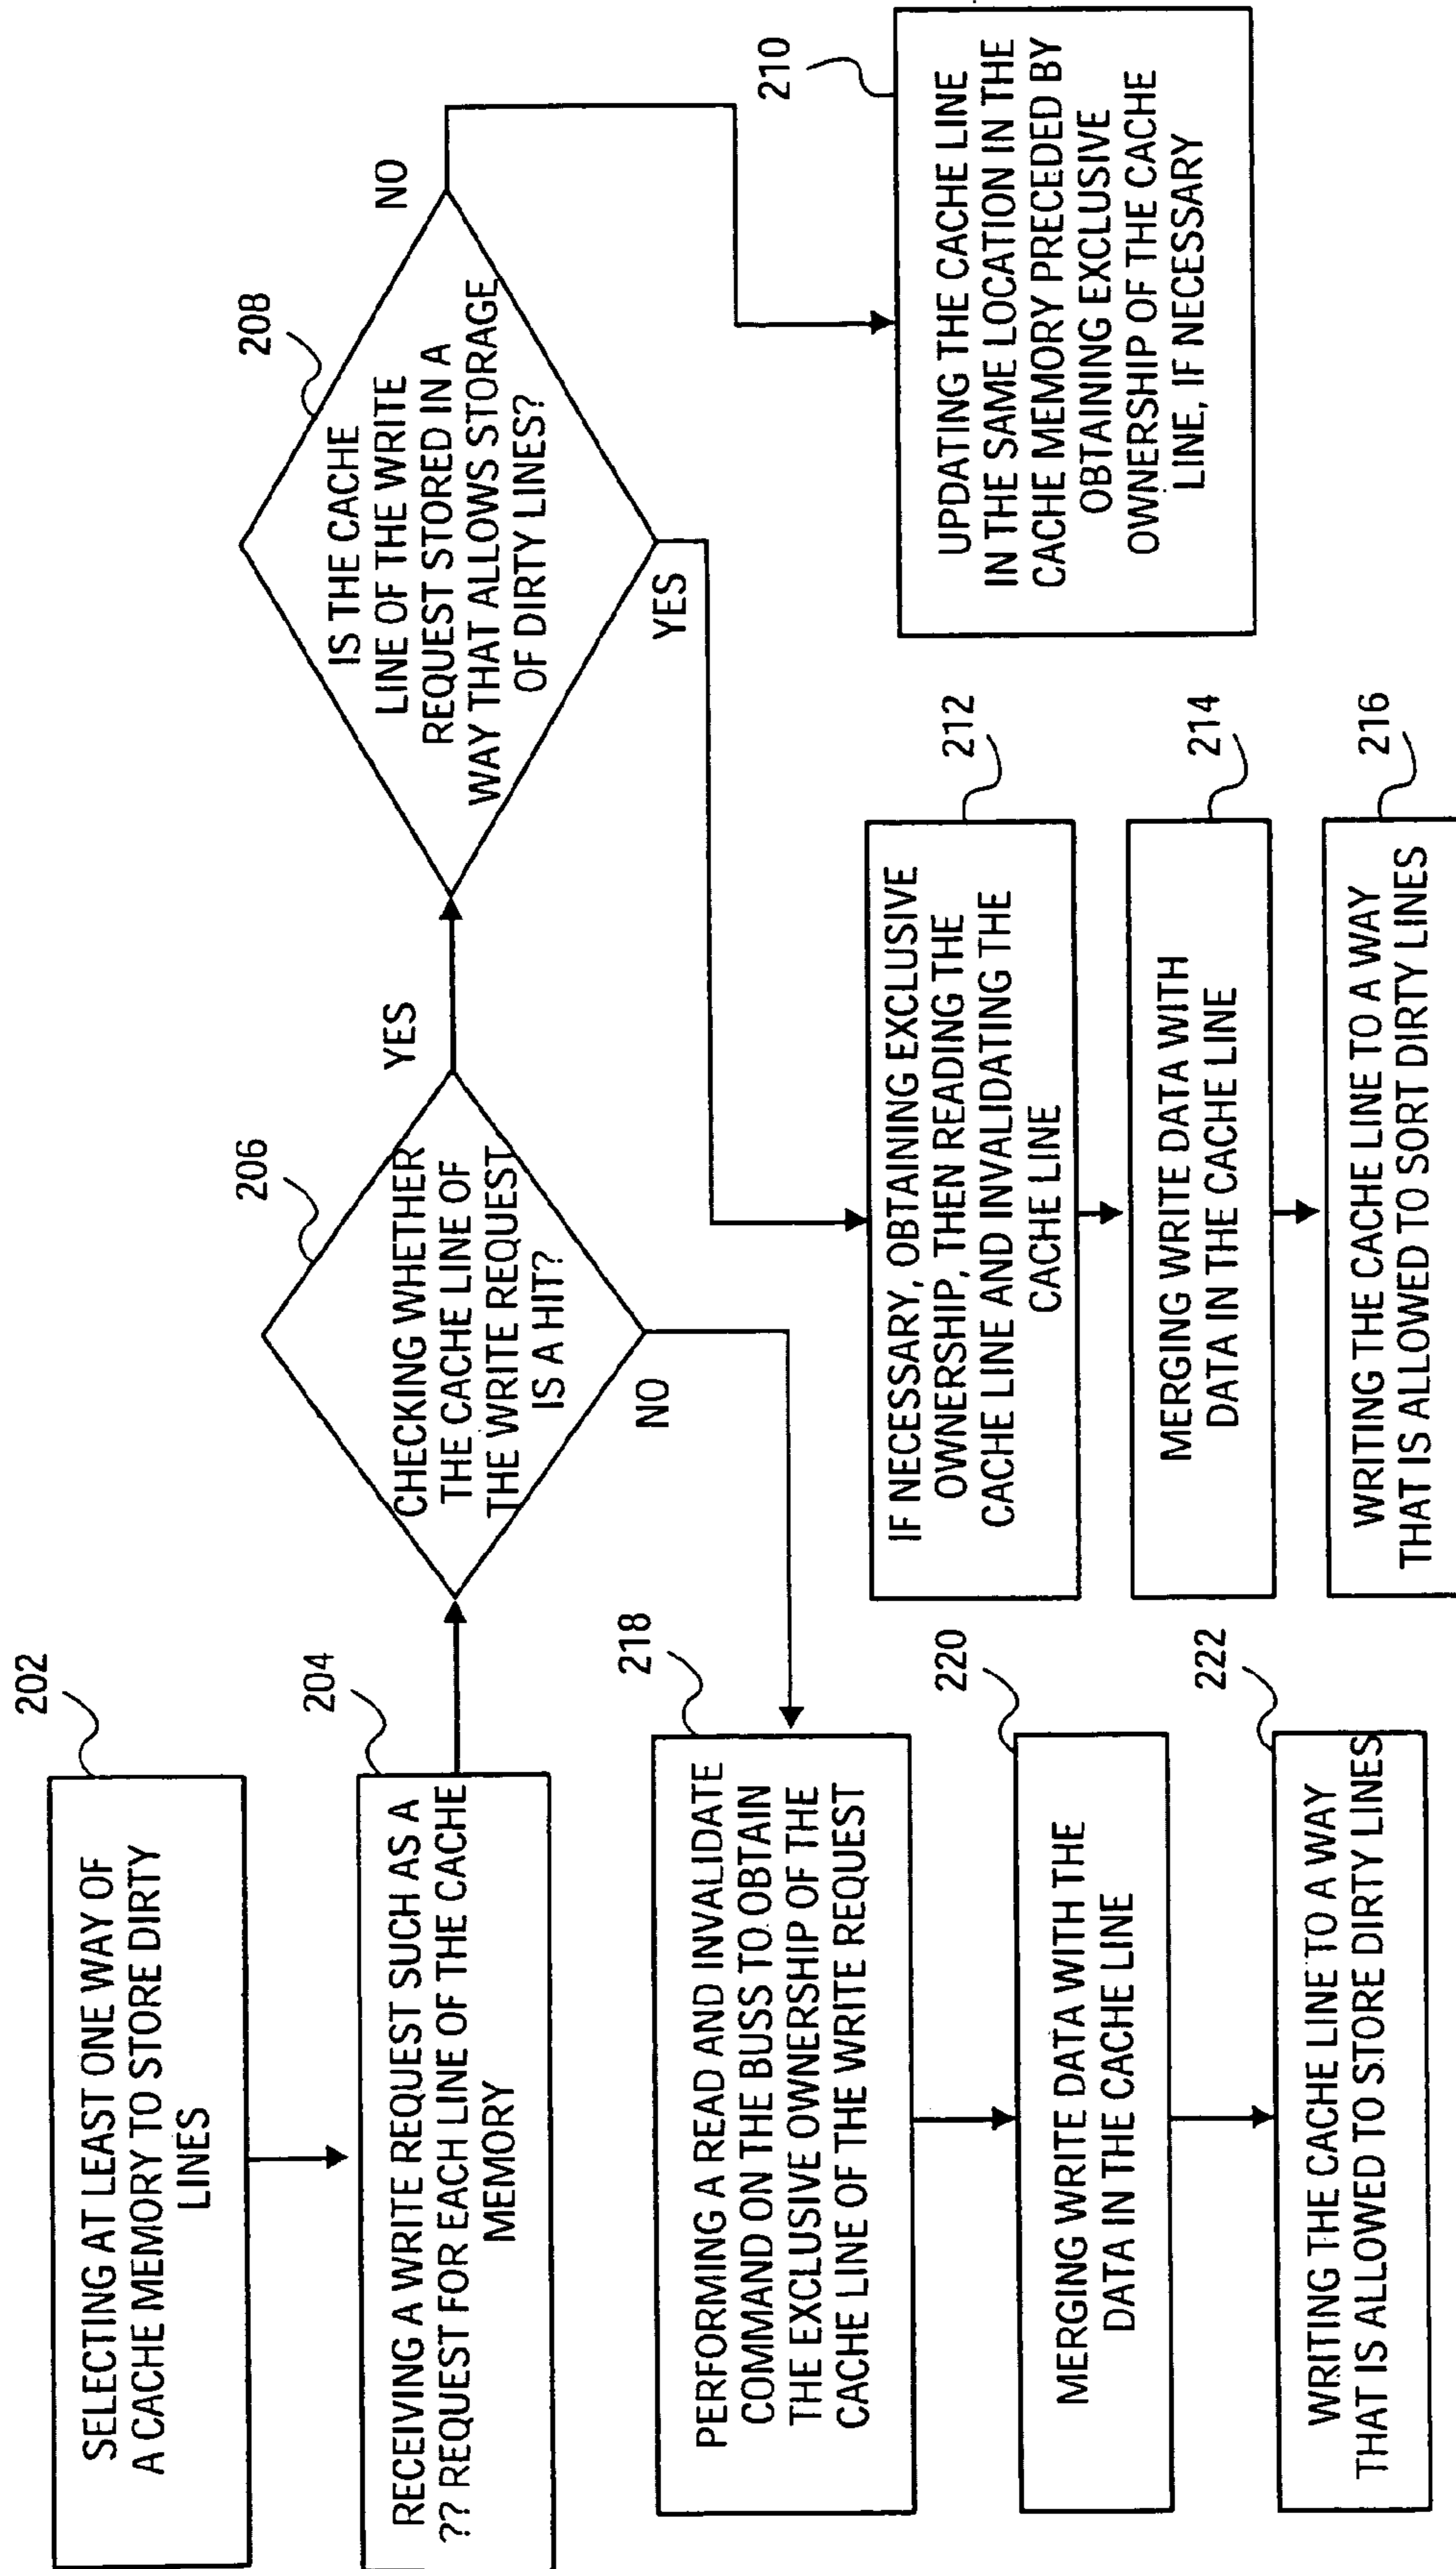 202
SELECTING AT LEAST ONE WAY OF
A CACHE MEMORY TO STORE DIRTY
LINES
204
RECEIVING A WRITE REQUEST SUCH AS A
?? REQUEST FOR EACH LINE OF THE CACHE
MEMORY
206
CHECKING WHETHER
THE CACHE LINE OF
THE WRITE REQUEST
IS A HIT?
YES
NO
208
IS THE CACHE
LINE OF THE WRITE
REQUEST STORED IN A
WAY THAT ALLOWS STORAGE
OF DIRTY LINES?
NO
YES
210
UPDATING THE CACHE LINE
IN THE SAME LOCATION IN THE
CACHE MEMORY PRECEDED BY
OBTAINING EXCLUSIVE
OWNERSHIP OF THE CACHE
LINE, IF NECESSARY
212
IF NECESSARY, OBTAINING EXCLUSIVE
OWNERSHIP, THEN READING THE
CACHE LINE AND INVALIDATING THE
CACHE LINE
214
MERGING WRITE DATA WITH
DATA IN THE CACHE LINE
216
WRITING THE CACHE LINE TO A WAY
THAT IS ALLOWED TO SORT DIRTY LINES
218
PERFORMING A READ AND INVALIDATE
COMMAND ON THE BUSS TO OBTAIN
THE EXCLUSIVE OWNERSHIP OF THE
CACHE LINE OF THE WRITE REQUEST
220
MERGING WRITE DATA WITH THE
DATA IN THE CACHE LINE
222
WRITING THE CACHE LINE TO A WAY
THAT IS ALLOWED TO STORE DIRTY LINES